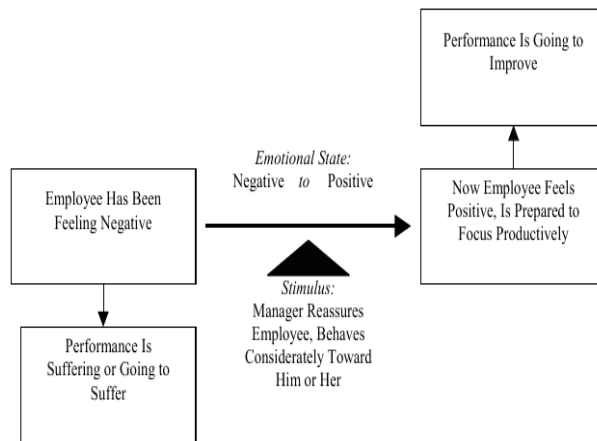 Performance Is Going to
Improve
Emotional State:
Negative to Positive
Employee Has Been
Feeling Negative
Now Employee Feels
Positive, Is Prepared to
Focus Productively
Stimulus:
Manager Reassures
Employee, Behaves
Considerately Toward
Him or Her
Performance Is
Suffering or Going to
Suffer